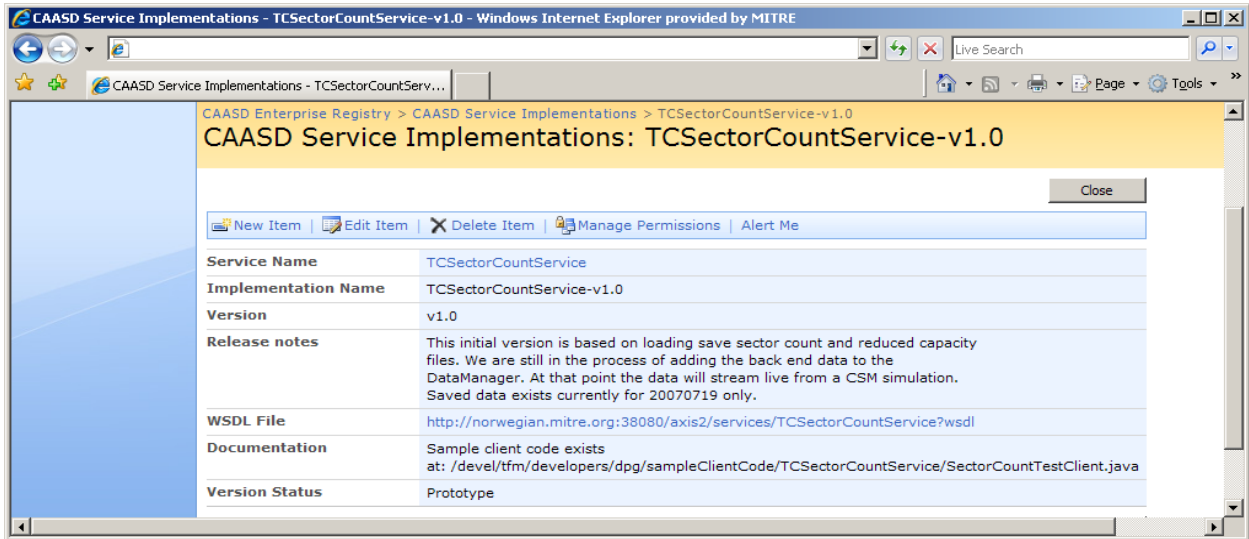 CAASD Service Implementations - TCSectorCountService-v1.0 - Windows Internet Explorer provided by MITRE
Live Search
CAASD Service Implementations - TCSectorCountServ...
Page
Tools
»
CAASD Enterprise Registry > CAASD Service Implementations > TCSectorCountService-v1.0
CAASD Service Implementations: TCSectorCountService-v1.0
Close
New Item | Edit Item | Delete Item | Manage Permissions | Alert Me
Service Name TCSectorCountService
Implementation Name TCSectorCountService-v1.0
Version v1.0
Release notes This initial version is based on loading save sector count and reduced capacity
files. We are still in the process of adding the back end data to the
DataManager. At that point the data will stream live from a CSM simulation.
Saved data exists currently for 20070719 only.
WSDL File http://norwegian.mitre.org:38080/axis2/services/TCSectorCountService?wsdl
Documentation Sample client code exists
at: /devel/tfm/developers/dpg/sampleClientCode/TCSectorCountService/SectorCountTestClient.java
Version Status Prototype